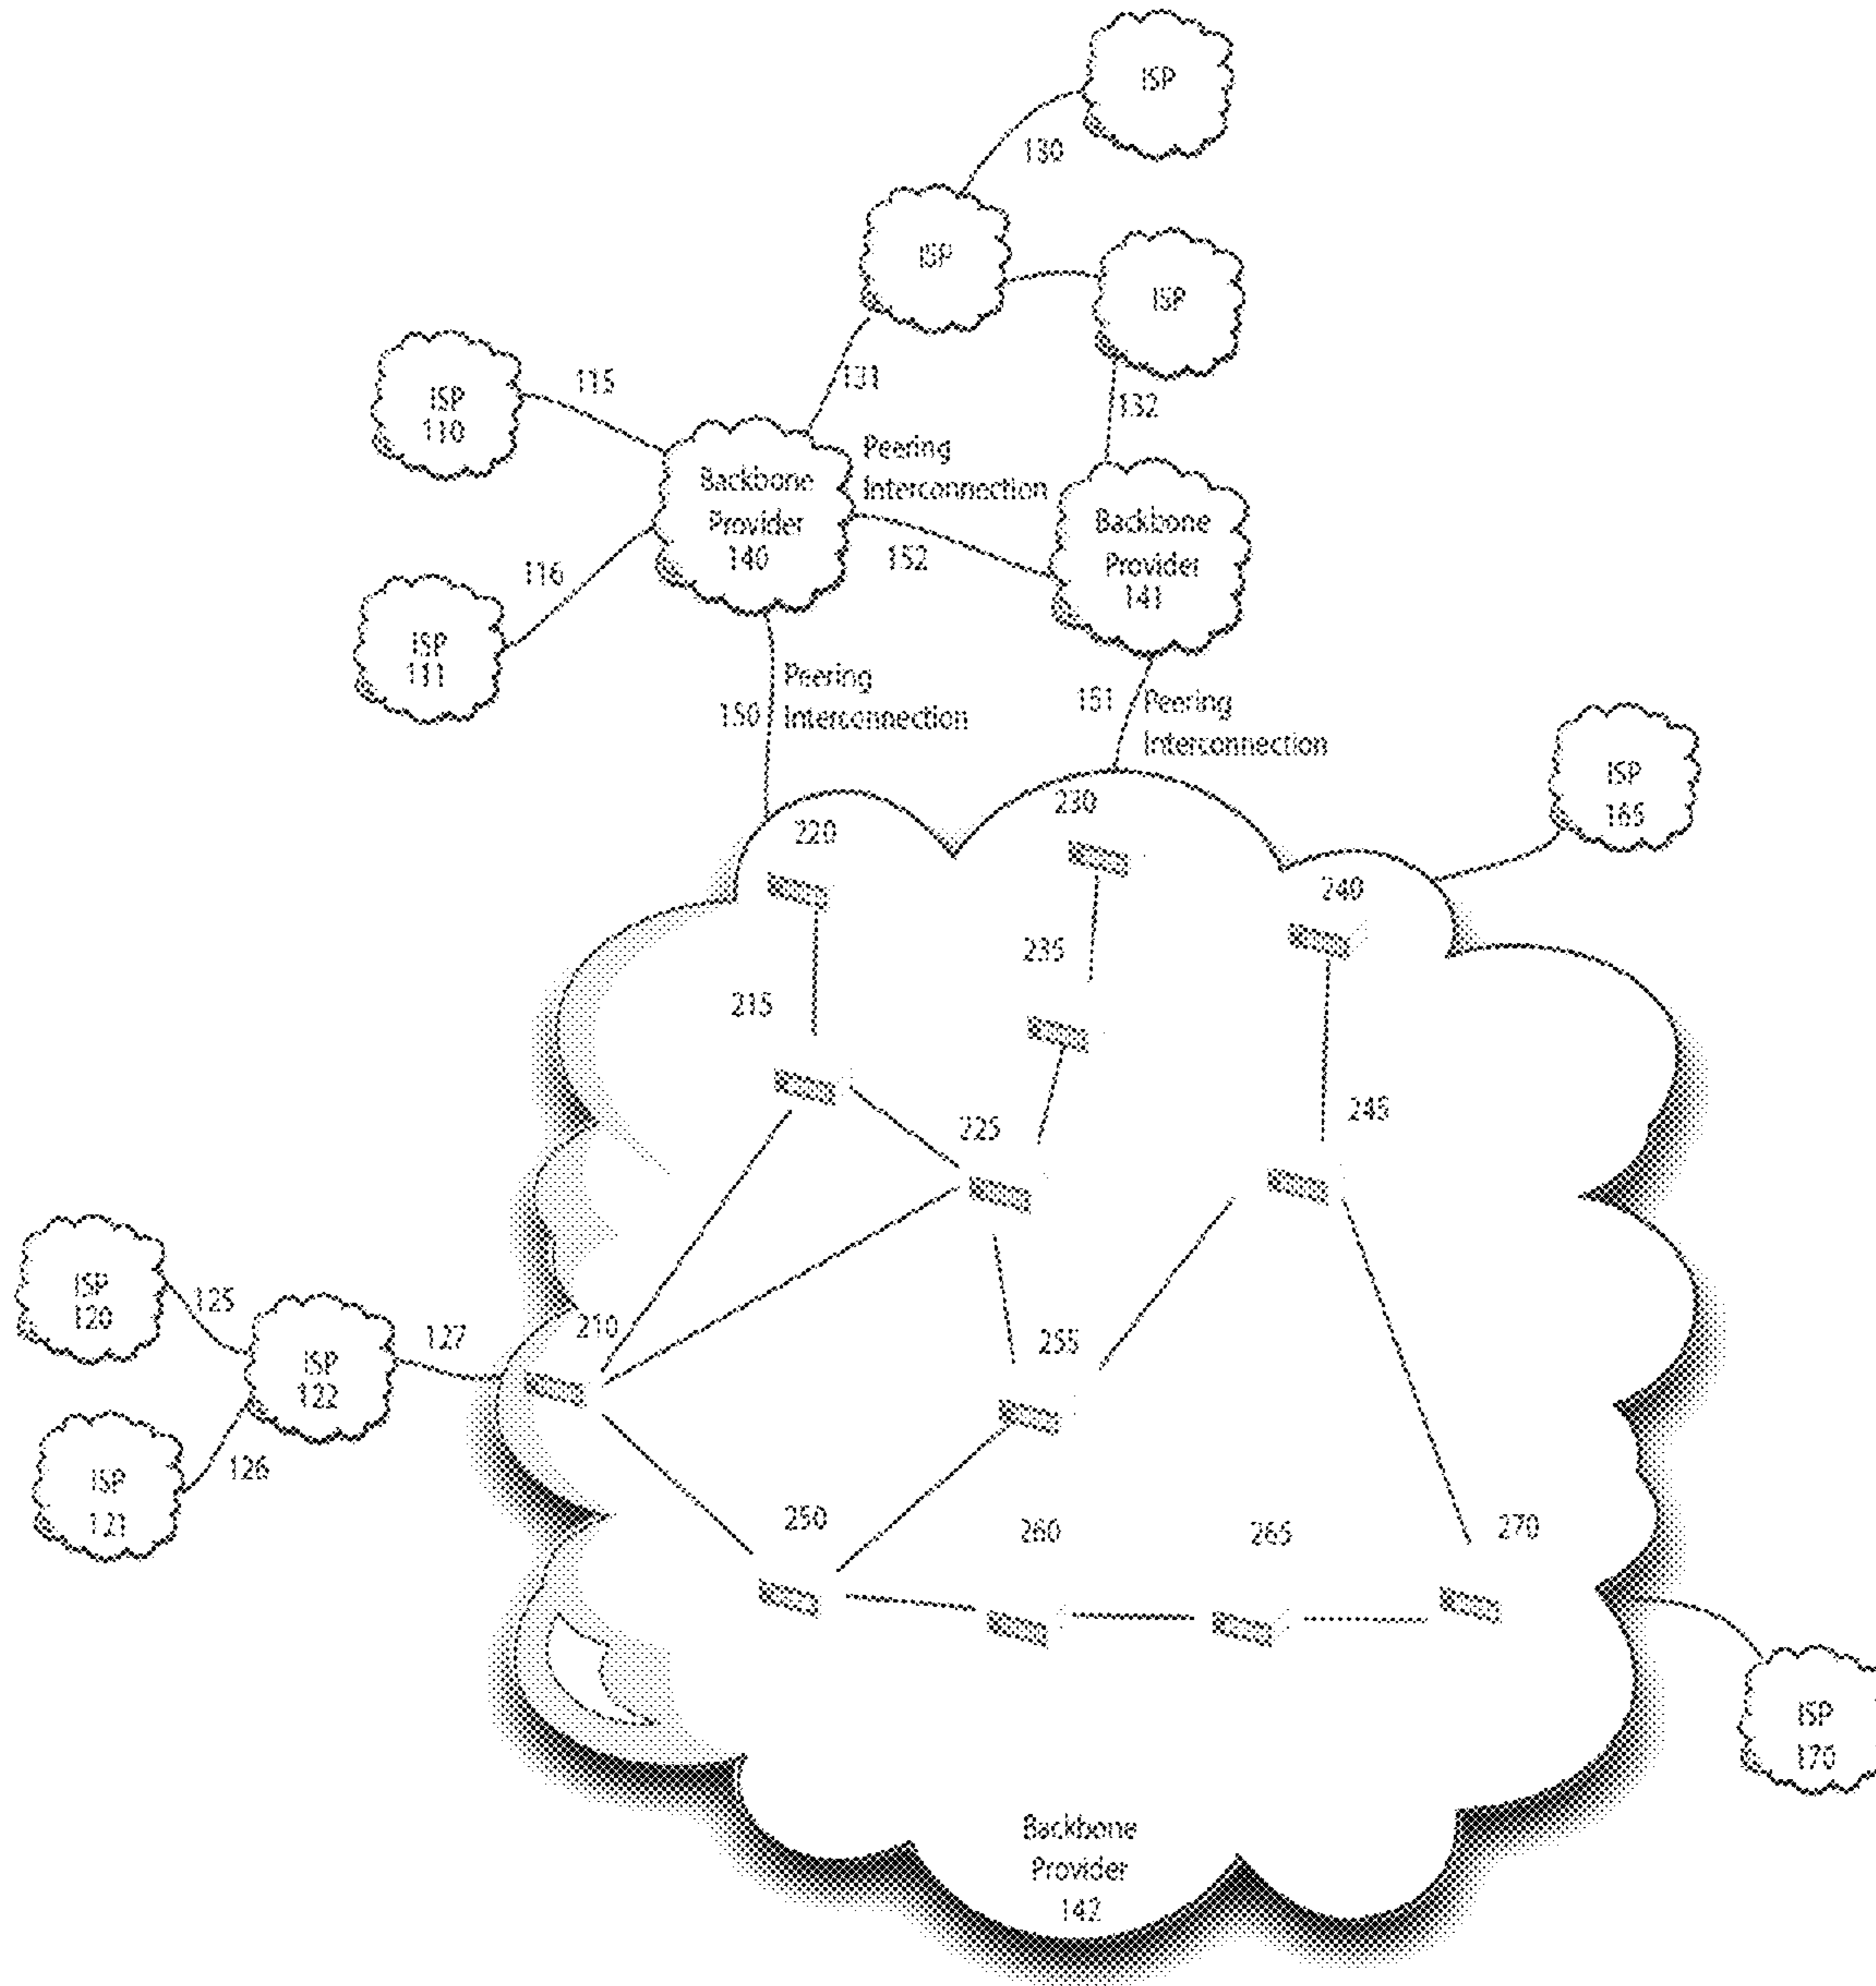 ISP
130
ISP
ISP
131
132
ISP
110
115
ISP
111
116
Backbone
Provider
140
Peering
Interconnection
152
Backbone
Provider
141
150
Peering
Interconnection
151
Peering
Interconnection
ISP
165
220
230
240
215
235
225
245
ISP
120
125
ISP
122
127
210
255
ISP
121
126
250
260
265
270
ISP
170
Backbone
Provider
142